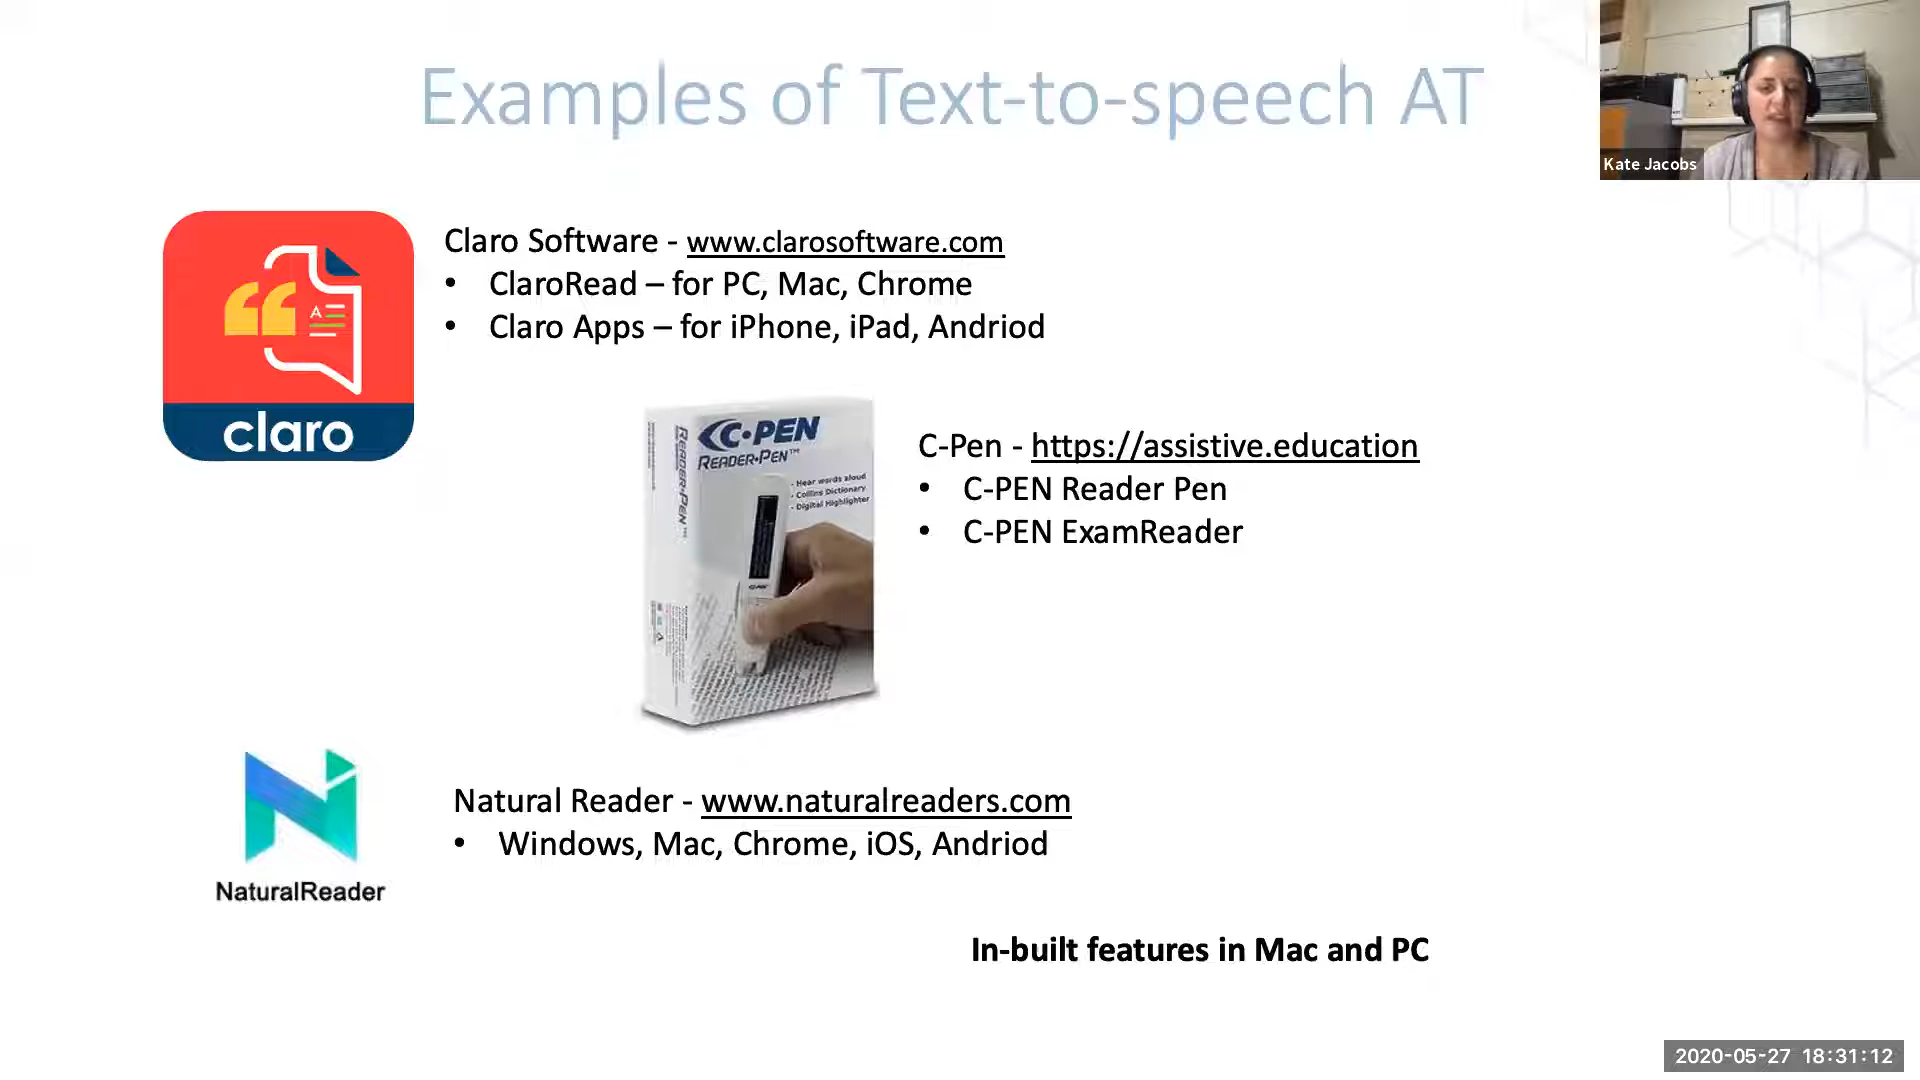 Examples of Text-to-speech AT
Kate Jacobs
Claro Software - www.clarosoftware.com
• ClaroRead – for PC, Mac, Chrome
• Claro Apps – for iPhone, iPad, Andriod
A
claro
C•PEN
READER•PEN™
READER•PEN™
- Hear words aloud
- Collins Dictionary
- Digital Highlighter
C-PEN
C-Pen - https://assistive.education
• C-PEN Reader Pen
• C-PEN ExamReader
NaturalReader
Natural Reader - www.naturalreaders.com
• Windows, Mac, Chrome, iOS, Andriod
In-built features in Mac and PC
2020-05-27 18:31:12